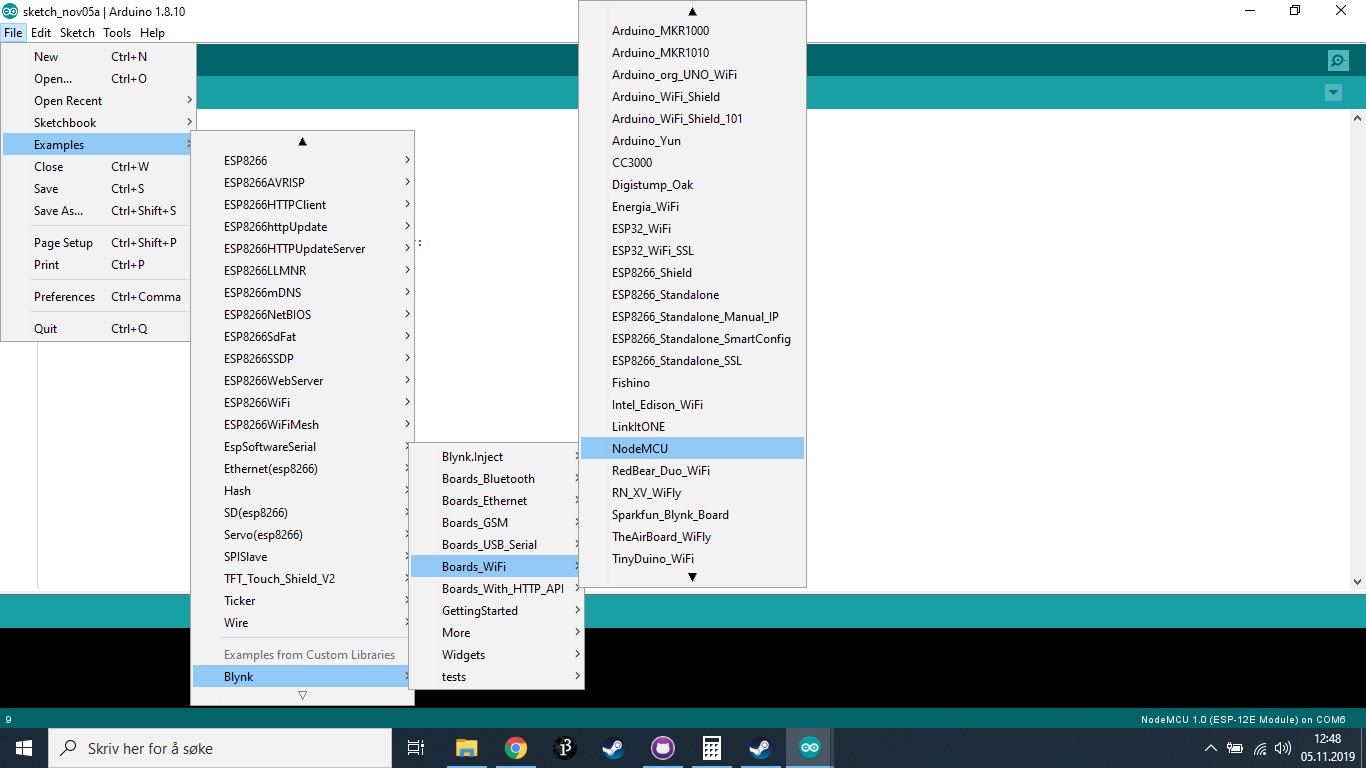 sketch_nov05a | Arduino 1.8.10
File Edit Sketch Tools Help
New Ctrl+N
Open... Ctrl+O
Open Recent
Sketchbook
Examples
Close Ctrl+W
Save Ctrl+S
Save As... Ctrl+Shift+S
Page Setup Ctrl+Shift+P
Print Ctrl+P
Preferences Ctrl+Comma
Quit Ctrl+Q
ESP8266
ESP8266AVRISP
ESP8266HTTPClient
ESP8266httpUpdate
ESP8266HTTPUpdateServer
ESP8266LLMNR
ESP8266mDNS
ESP8266NetBIOS
ESP8266SdFat
ESP8266SSDP
ESP8266WebServer
ESP8266WiFi
ESP8266WiFiMesh
EspSoftwareSerial
Ethernet(esp8266)
Hash
SD(esp8266)
Servo(esp8266)
SPISlave
TFT_Touch_Shield_V2
Ticker
Wire
Examples from Custom Libraries
Blynk
Blynk.Inject
Boards_Bluetooth
Boards_Ethernet
Boards_GSM
Boards_USB_Serial
Boards_WiFi
Boards_With_HTTP_API
GettingStarted
More
Widgets
tests
Arduino_MKR1000
Arduino_MKR1010
Arduino_org_UNO_WiFi
Arduino_WiFi_Shield
Arduino_WiFi_Shield_101
Arduino_Yun
CC3000
Digistump_Oak
Energia_WiFi
ESP32_WiFi
ESP32_WiFi_SSL
ESP8266_Shield
ESP8266_Standalone
ESP8266_Standalone_Manual_IP
ESP8266_Standalone_SmartConfig
ESP8266_Standalone_SSL
Fishino
Intel_Edison_WiFi
LinkItONE
NodeMCU
RedBear_Duo_WiFi
RN_XV_WiFly
Sparkfun_Blynk_Board
TheAirBoard_WiFly
TinyDuino_WiFi
:
9 NodeMCU 1.0 (ESP-12E Module) on COM6
Skriv her for å søke
12:48
05.11.2019